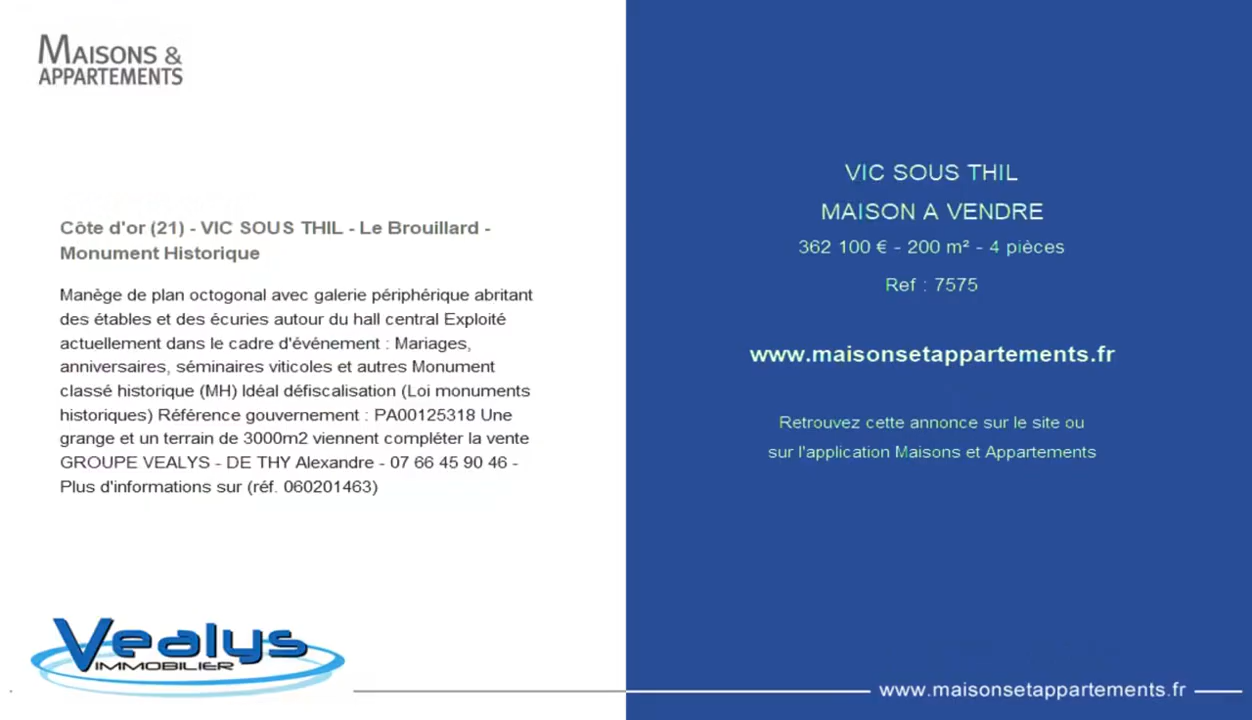 MAISONS &
APPARTEMENTS
Côte d'or (21) - VIC SOUS THIL - Le Brouillard -
Monument Historique
Manège de plan octogonal avec galerie périphérique abritant
des étables et des écuries autour du hall central Exploité
actuellement dans le cadre d'événement : Mariages,
anniversaires, séminaires viticoles et autres Monument
classé historique (MH) Idéal défiscalisation (Loi monuments
historiques) Référence gouvernement : PA00125318 Une
grange et un terrain de 3000m2 viennent compléter la vente
GROUPE VEALYS - DE THY Alexandre - 07 66 45 90 46 -
Plus d'informations sur (réf. 060201463)
Vealys
IMMOBILIER
VIC SOUS THIL
MAISON A VENDRE
362 100 € - 200 m² - 4 pièces
Ref : 7575
www.maisonsetappartements.fr
Retrouvez cette annonce sur le site ou
sur l'application Maisons et Appartements
www.maisonsetappartements.fr